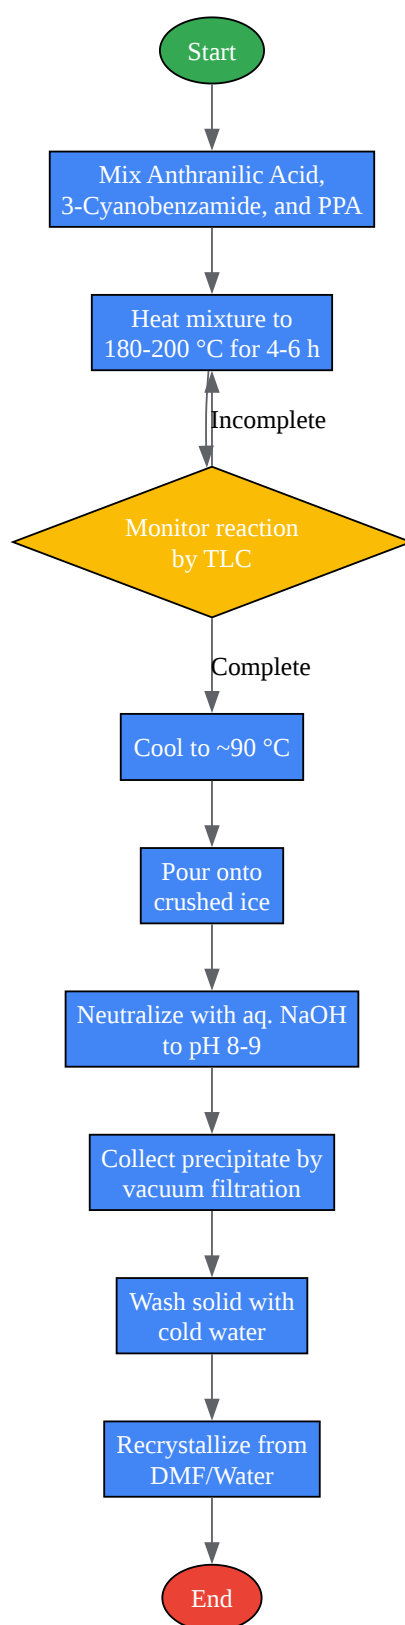 Start
Mix Anthranilic Acid,
3-Cyanobenzamide, and PPA
Heat mixture to
180-200 °C for 4-6 h
Incomplete
Monitor reaction
by TLC
Complete
Cool to ~90 °C
Pour onto
crushed ice
Neutralize with aq. NaOH
to pH 8-9
Collect precipitate by
vacuum filtration
Wash solid with
cold water
Recrystallize from
DMF/Water
End